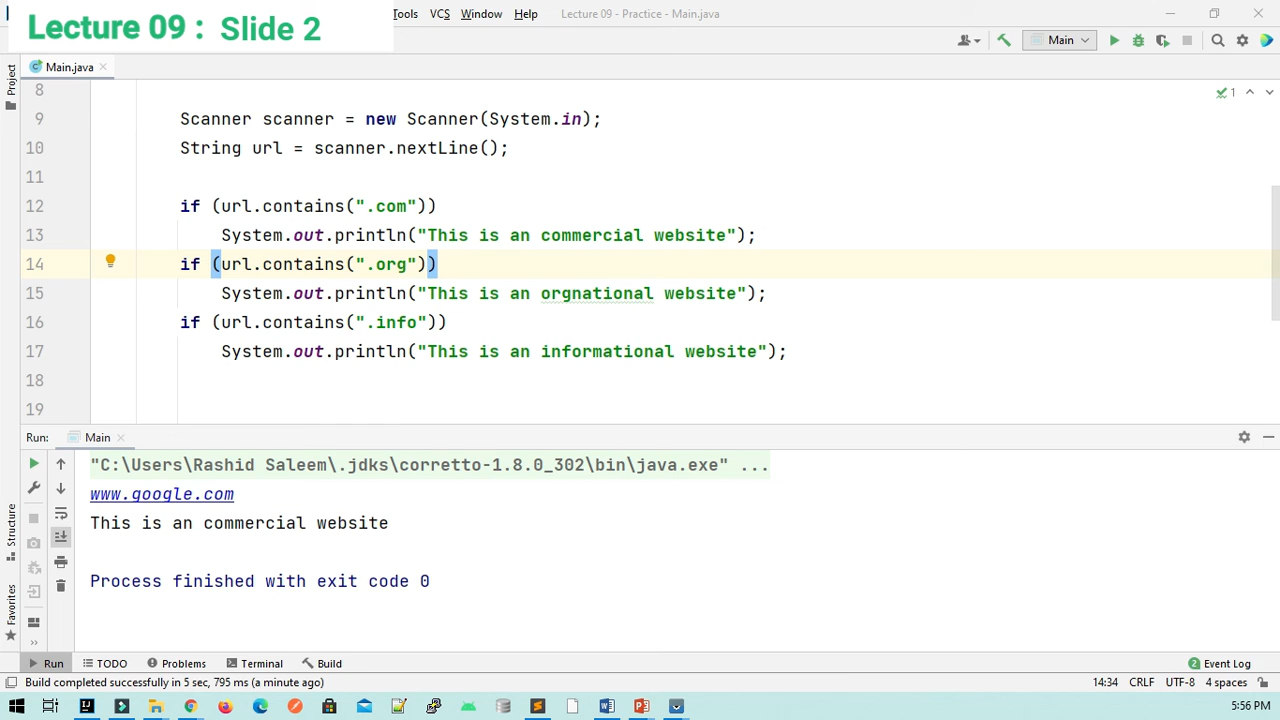 Lecture 09 : Slide 2
Tools VCS Window Help Lecture 09 - Practice - Main.java
Main
Main.java
Project
8
1
9 Scanner scanner = new Scanner(System.in);
10 String url = scanner.nextLine();
11
12 if (url.contains(".com"))
13 System.out.println("This is an commercial website");
14 if (url.contains(".org"))
15 System.out.println("This is an orgnational website");
16 if (url.contains(".info"))
17 System.out.println("This is an informational website");
18
19
Run: Main
"C:\Users\Rashid Saleem\.jdks\corretto-1.8.0_302\bin\java.exe" ...
www.google.com
This is an commercial website
Process finished with exit code 0
Structure
Favorites
Run TODO Problems Terminal Build Event Log
Build completed successfully in 5 sec, 795 ms (a minute ago) 14:34 CRLF UTF-8 4 spaces
5:56 PM